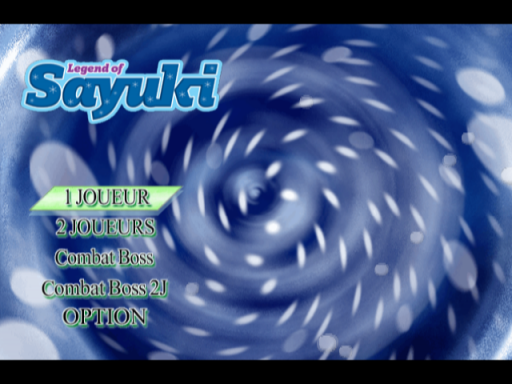 Legend of
Sayuki
1 JOUEUR
2 JOUEURS
Combat Boss
Combat Boss 2J
OPTION